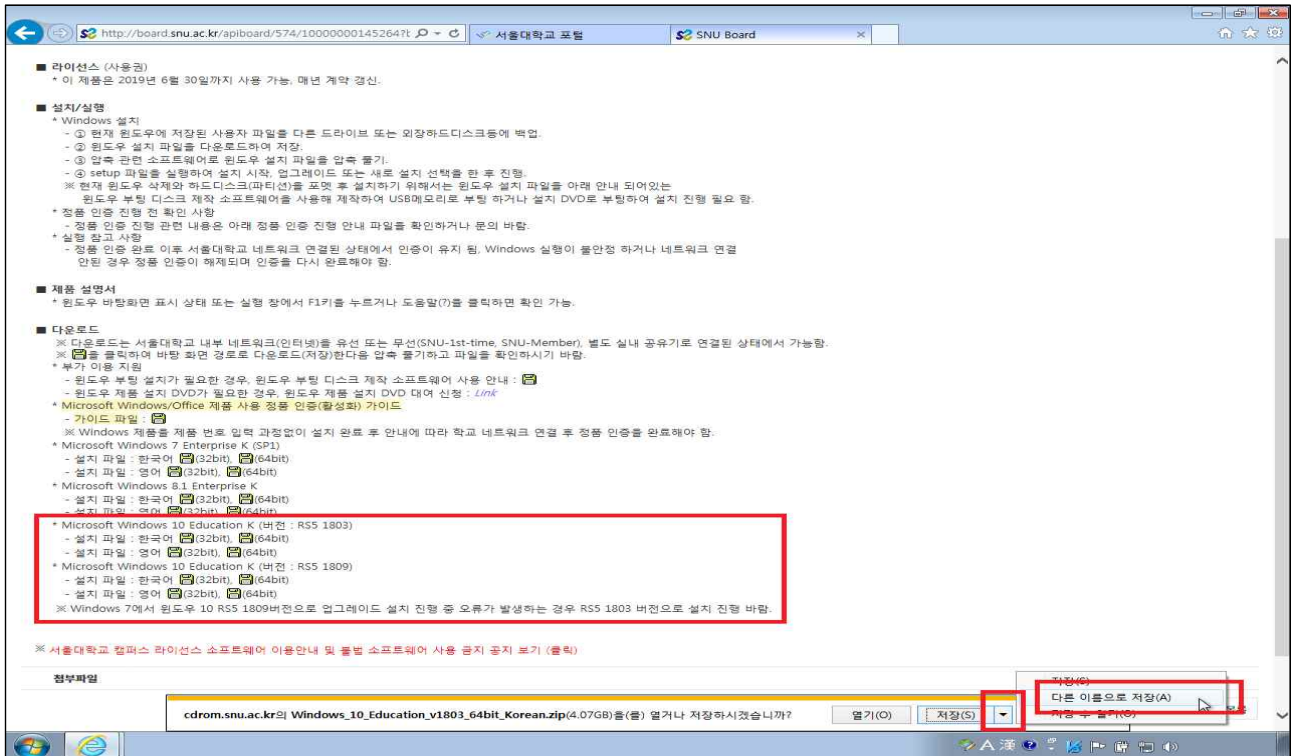 http://board.snu.ac.kr/apiboard/574/10000000145264?t
서울대학교 포털
SNU Board
■ 라이선스 (사용권)
* 이 제품은 2019년 6월 30일까지 사용 가능, 매년 계약 갱신.
■ 설치/실행
* Windows 설치
- ① 현재 윈도우에 저장된 사용자 파일을 다른 드라이브 또는 외장하드디스크등에 백업.
- ② 윈도우 설치 파일을 다운로드하여 저장.
- ③ 압축 관련 소프트웨어로 윈도우 설치 파일을 압축 풀기.
- ④ setup 파일을 실행하여 설치 시작, 업그레이드 또는 새로 설치 선택을 한 후 진행.
※ 현재 윈도우 삭제와 하드디스크(파티션)을 포멧 후 설치하기 위해서는 윈도우 설치 파일을 아래 안내 되어있는
윈도우 부팅 디스크 제작 소프트웨어을 사용해 제작하여 USB메모리로 부팅 하거나 설치 DVD로 부팅하여 설치 진행 필요 함.
* 정품 인증 진행 전 확인 사항
- 정품 인증 진행 관련 내용은 아래 정품 인증 진행 안내 파일을 확인하거나 문의 바람.
* 실행 참고 사항
- 정품 인증 완료 이후 서울대학교 네트워크 연결된 상태에서 인증이 유지 됨, Windows 실행이 불안정 하거나 네트워크 연결
안된 경우 정품 인증이 해제되며 인증을 다시 완료해야 함.
■ 제품 설명서
* 윈도우 바탕화면 표시 상태 또는 실행 창에서 F1키를 누르거나 도움말(?)을 클릭하면 확인 가능.
■ 다운로드
※ 다운로드는 서울대학교 내부 네트워크(인터넷)을 유선 또는 무선(SNU-1st-time, SNU-Member), 별도 실내 공유기로 연결된 상태에서 가능함.
※ 을 클릭하여 바탕 화면 경로로 다운로드(저장)한다음 압축 풀기하고 파일을 확인하시기 바람.
* 부가 이용 지원
- 윈도우 부팅 설치가 필요한 경우, 윈도우 부팅 디스크 제작 소프트웨어 사용 안내 :
- 윈도우 제품 설치 DVD가 필요한 경우, 윈도우 제품 설치 DVD 대여 신청 : Link
* Microsoft Windows/Office 제품 사용 정품 인증(활성화) 가이드
- 가이드 파일 :
※ Windows 제품을 제품 번호 입력 과정없이 설치 완료 후 안내에 따라 학교 네트워크 연결 후 정품 인증을 완료해야 함.
* Microsoft Windows 7 Enterprise K (SP1)
- 설치 파일 : 한국어 (32bit), (64bit)
- 설치 파일 : 영어 (32bit), (64bit)
* Microsoft Windows 8.1 Enterprise K
- 설치 파일 : 한국어 (32bit), (64bit)
- 설치 파일 : 영어 (32bit), (64bit)
* Microsoft Windows 10 Education K (버전 : RS5 1803)
- 설치 파일 : 한국어 (32bit), (64bit)
- 설치 파일 : 영어 (32bit), (64bit)
* Microsoft Windows 10 Education K (버전 : RS5 1809)
- 설치 파일 : 한국어 (32bit), (64bit)
- 설치 파일 : 영어 (32bit), (64bit)
※ Windows 7에서 윈도우 10 RS5 1809버전으로 업그레이드 설치 진행 중 오류가 발생하는 경우 RS5 1803 버전으로 설치 진행 바람.
※ 서울대학교 캠퍼스 라이선스 소프트웨어 이용안내 및 불법 소프트웨어 사용 금지 공지 보기 (클릭)
첨부파일
저장(S)
다른 이름으로 저장(A)
저장 후 열기(O)
cdrom.snu.ac.kr의 Windows_10_Education_v1803_64bit_Korean.zip(4.07GB)을(를) 열거나 저장하시겠습니까?
열기(O)
저장(S)
A 漢